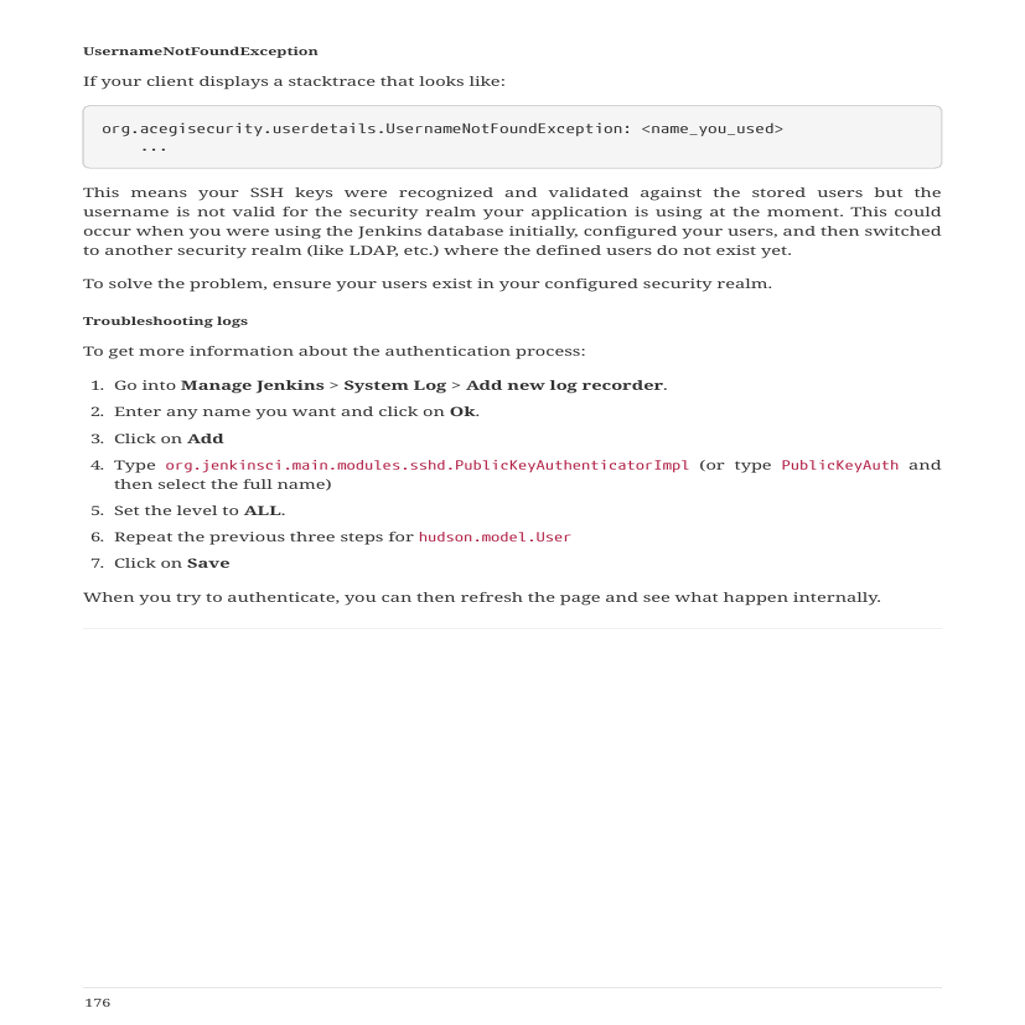 UsernameNotFoundException
If your client displays a stacktrace that looks like:
org.acegisecurity.userdetails.UsernameNotFoundException: <name_you_used>
...
This means your SSH keys were recognized and validated against the stored users but the
username is not valid for the security realm your application is using at the moment. This could
occur when you were using the Jenkins database initially, configured your users, and then switched
to another security realm (like LDAP, etc.) where the defined users do not exist yet.
To solve the problem, ensure your users exist in your configured security realm.
Troubleshooting logs
To get more information about the authentication process:
1. Go into Manage Jenkins > System Log > Add new log recorder.
2. Enter any name you want and click on Ok.
3. Click on Add
4. Type org.jenkinsci.main.modules.sshd.PublicKeyAuthenticatorImpl (or type PublicKeyAuth and
then select the full name)
5. Set the level to ALL.
6. Repeat the previous three steps for hudson.model.User
7. Click on Save
When you try to authenticate, you can then refresh the page and see what happen internally.
176